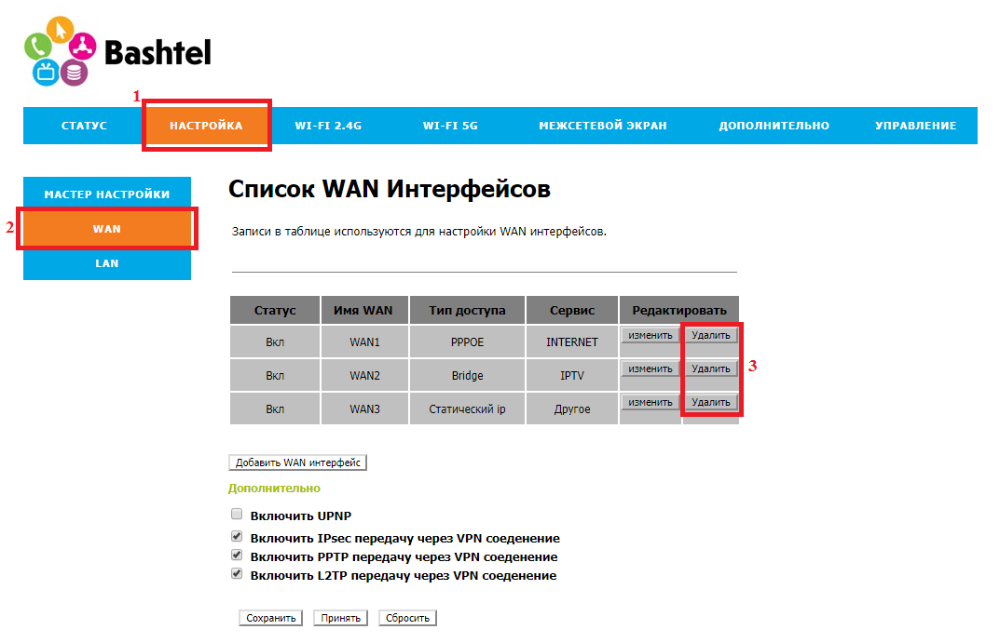 Bashtel
1
СТАТУС НАСТРОЙКА WI-FI 2.4G WI-FI 5G МЕЖСЕТЕВОЙ ЭКРАН ДОПОЛНИТЕЛЬНО УПРАВЛЕНИЕ
МАСТЕР НАСТРОЙКИ
2 WAN
LAN
Список WAN Интерфейсов
Записи в таблице используются для настройки WAN интерфейсов.
Статус Имя WAN Тип доступа Сервис Редактировать
Вкл WAN1 PPPOE INTERNET изменить Удалить
Вкл WAN2 Bridge IPTV изменить Удалить 3
Вкл WAN3 Статический ip Другое изменить Удалить
Добавить WAN интерфейс
Дополнительно
Включить UPNP
Включить IPsec передачу через VPN соеденение
Включить PPTP передачу через VPN соеденение
Включить L2TP передачу через VPN соеденение
Сохранить Принять Сбросить